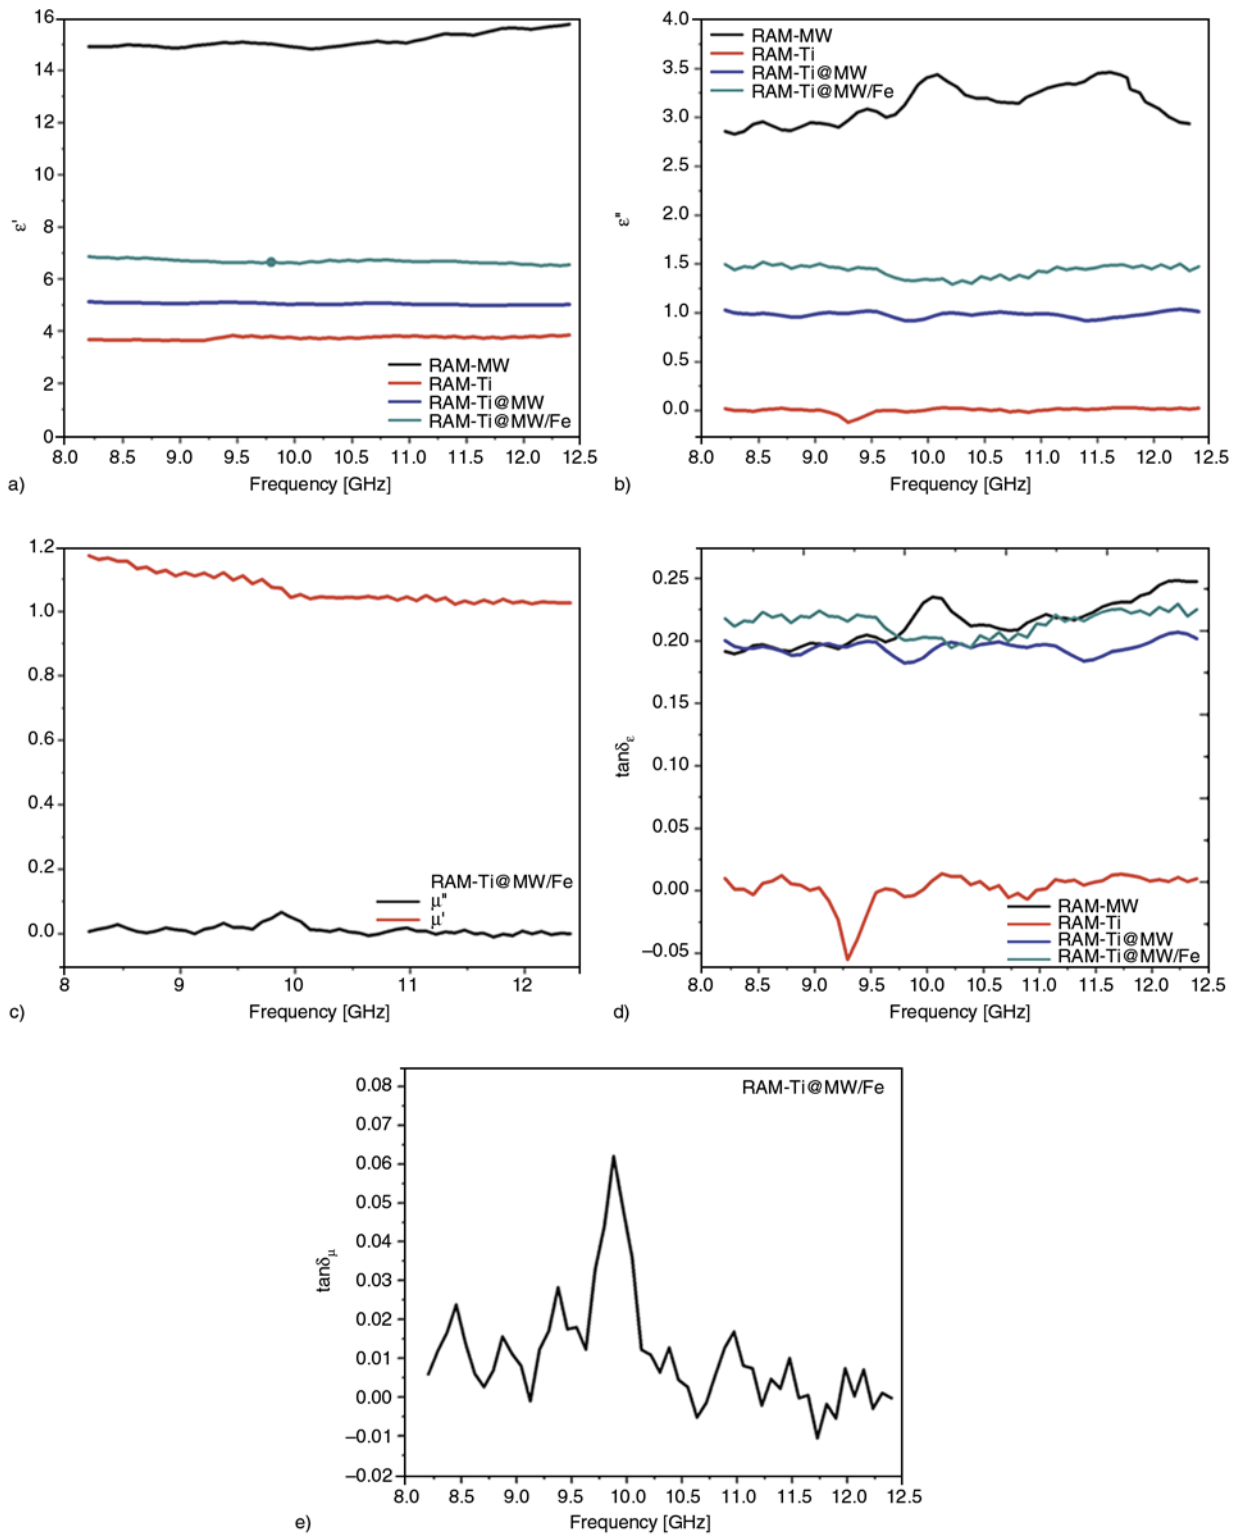 16
14
12
10
8
6
4
2
0
ε'
RAM-MW
RAM-Ti
RAM-Ti@MW
RAM-Ti@MW/Fe
8.0 8.5 9.0 9.5 10.0 10.5 11.0 11.5 12.0 12.5
Frequency [GHz]
a)
4.0
3.5
3.0
2.5
2.0
1.5
1.0
0.5
0.0
ε"
RAM-MW
RAM-Ti
RAM-Ti@MW
RAM-Ti@MW/Fe
8.0 8.5 9.0 9.5 10.0 10.5 11.0 11.5 12.0 12.5
Frequency [GHz]
b)
1.2
1.0
0.8
0.6
0.4
0.2
0.0
RAM-Ti@MW/Fe
μ"
μ'
8 9 10 11 12
Frequency [GHz]
c)
0.25
0.20
0.15
0.10
0.05
0.00
–0.05
tanδε
RAM-MW
RAM-Ti
RAM-Ti@MW
RAM-Ti@MW/Fe
8.0 8.5 9.0 9.5 10.0 10.5 11.0 11.5 12.0 12.5
Frequency [GHz]
d)
RAM-Ti@MW/Fe
0.08
0.07
0.06
0.05
0.04
0.03
0.02
0.01
0.00
–0.01
–0.02
tanδμ
8.0 8.5 9.0 9.5 10.0 10.5 11.0 11.5 12.0 12.5
Frequency [GHz]
e)